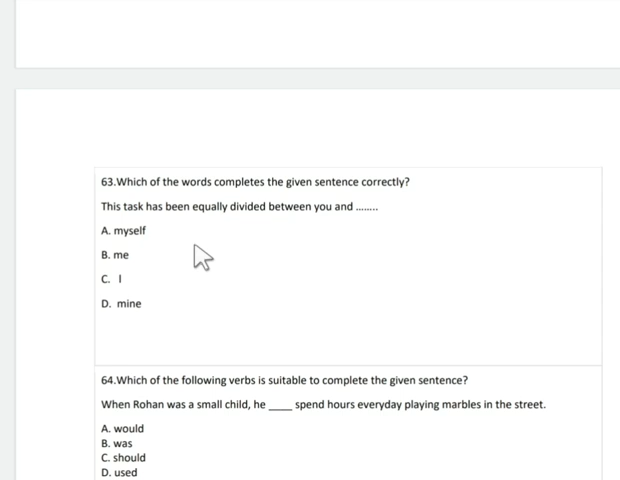 63.Which of the words completes the given sentence correctly?
This task has been equally divided between you and ........
A. myself
B. me
C. I
D. mine
64.Which of the following verbs is suitable to complete the given sentence?
When Rohan was a small child, he ____ spend hours everyday playing marbles in the street.
A. would
B. was
C. should
D. used